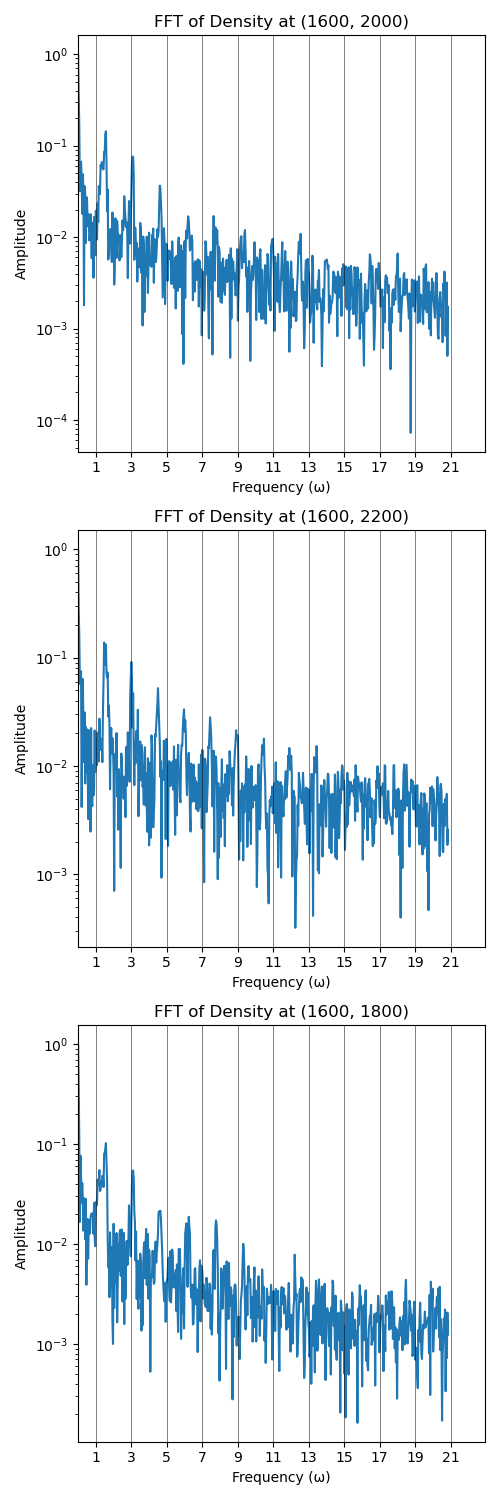 FFT of Density at (1600, 2000)
10⁰
10⁻¹
10⁻²
10⁻³
10⁻⁴
Amplitude
1 3 5 7 9 11 13 15 17 19 21
Frequency (ω)
FFT of Density at (1600, 2200)
10⁰
10⁻¹
10⁻²
10⁻³
Amplitude
1 3 5 7 9 11 13 15 17 19 21
Frequency (ω)
FFT of Density at (1600, 1800)
10⁰
10⁻¹
10⁻²
10⁻³
Amplitude
1 3 5 7 9 11 13 15 17 19 21
Frequency (ω)